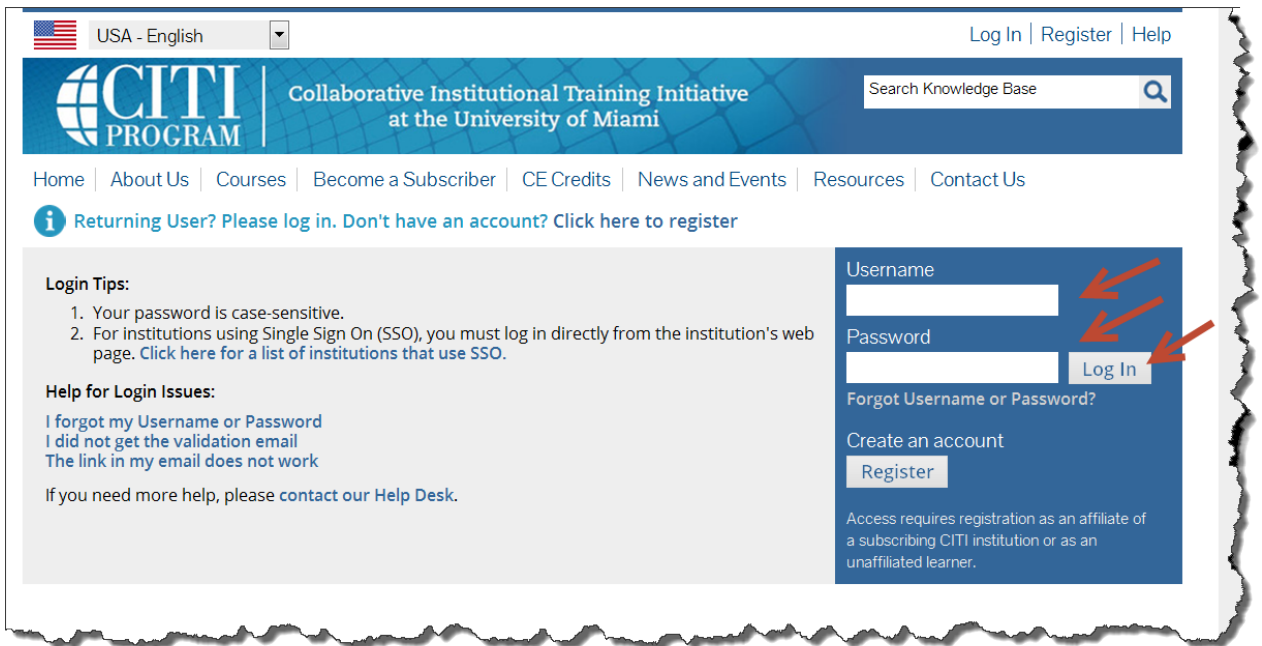 USA - English
Log In | Register | Help
CITI
PROGRAM
Collaborative Institutional Training Initiative
at the University of Miami
Search Knowledge Base
Home | About Us | Courses | Become a Subscriber | CE Credits | News and Events | Resources | Contact Us
Returning User? Please log in. Don't have an account? Click here to register
Login Tips:
1. Your password is case-sensitive.
2. For institutions using Single Sign On (SSO), you must log in directly from the institution's web
page. Click here for a list of institutions that use SSO.
Help for Login Issues:
I forgot my Username or Password
I did not get the validation email
The link in my email does not work
If you need more help, please contact our Help Desk.
Username
Password
Log In
Forgot Username or Password?
Create an account
Register
Access requires registration as an affiliate of
a subscribing CITI institution or as an
unaffiliated learner.